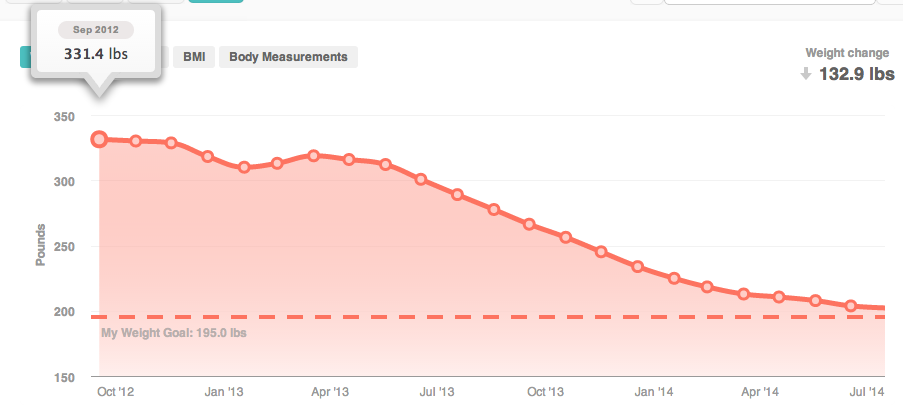 Sep 2012
331.4 lbs
BMI
Body Measurements
Weight change
132.9 lbs
350
300
250
200
150
Pounds
My Weight Goal: 195.0 lbs
Oct '12
Jan '13
Apr '13
Jul '13
Oct '13
Jan '14
Apr '14
Jul '14